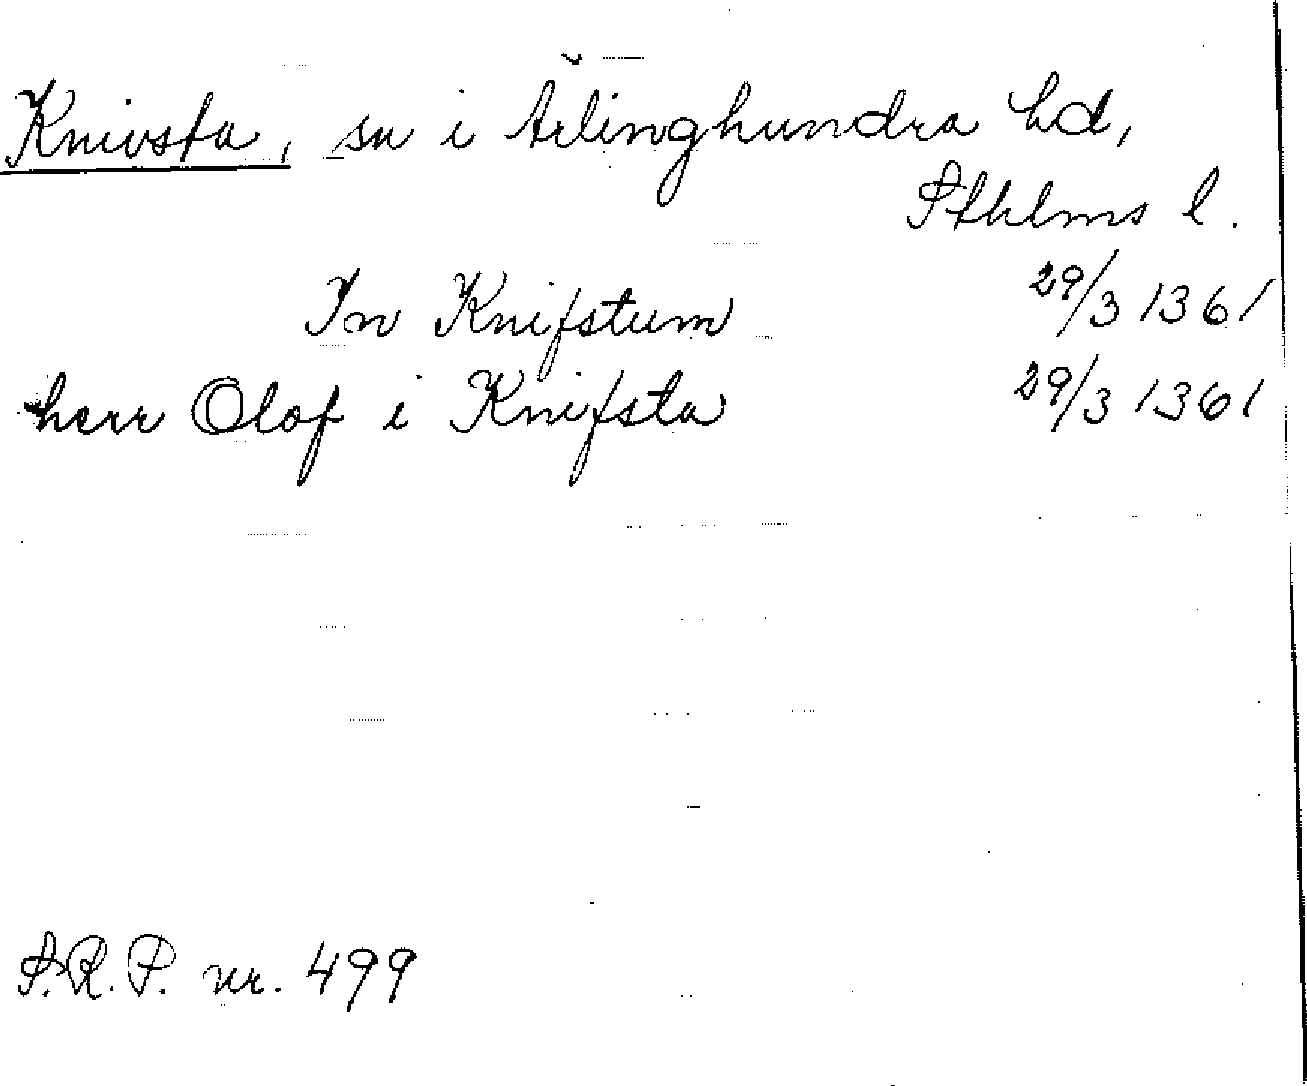 Knivsta, sn i Ärlinghundra hd,
Sthlms l.
In Knifstum 29/3 1361
herr Olof i Knifsta 29/3 1361
S.R.P. nr. 499